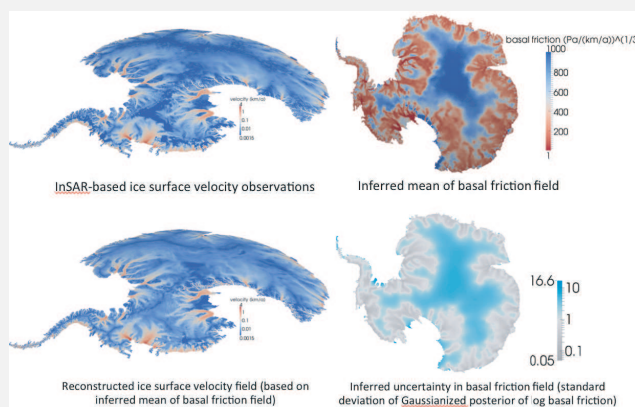 velocity (km/a)
1
0.1
0.01
0.0015
InSAR-based ice surface velocity observations
basal friction (Pa/(km/a))^(1/3
1000
800
600
400
200
1
Inferred mean of basal friction field
velocity (km/a)
1
0.1
0.01
0.0015
Reconstructed ice surface velocity field (based on
inferred mean of basal friction field)
16.6
10
1
0.1
0.05
Inferred uncertainty in basal friction field (standard
deviation of Gaussianized posterior of log basal friction)